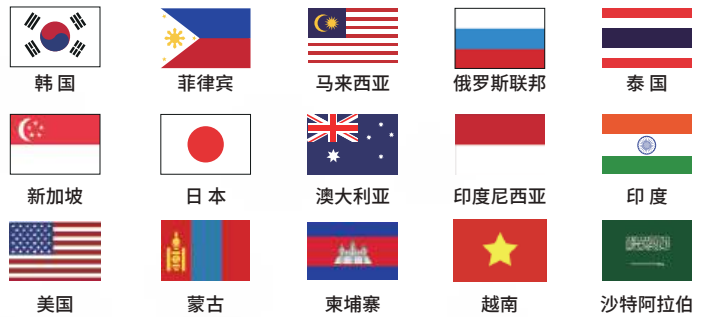 韩 国 菲律宾 马来西亚 俄罗斯联邦 泰 国
新加坡 日 本 澳大利亚 印度尼西亚 印 度
美国 蒙古 柬埔寨 越南 沙特阿拉伯